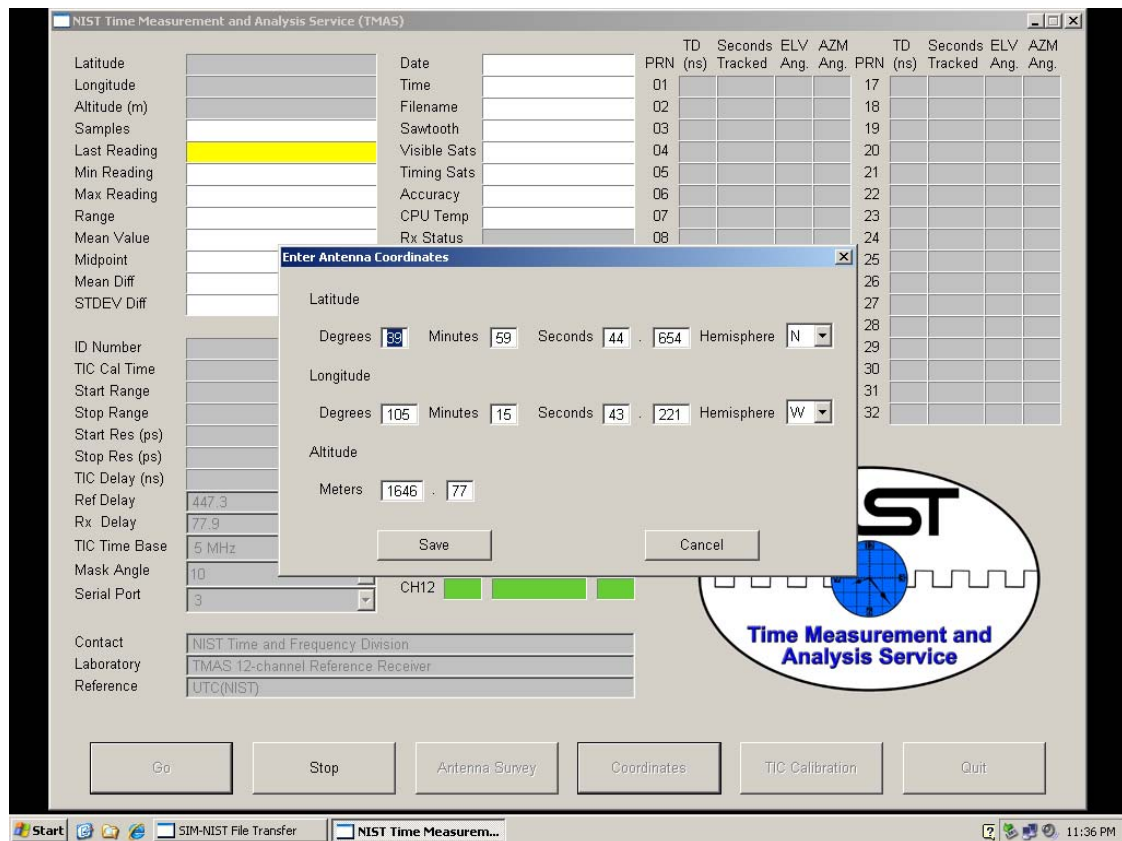 NIST Time Measurement and Analysis Service (TMAS)
Latitude
Longitude
Altitude (m)
Samples
Last Reading
Min Reading
Max Reading
Range
Mean Value
Midpoint
Mean Diff
STDEV Diff
Date
Time
Filename
Sawtooth
Visible Sats
Timing Sats
Accuracy
CPU Temp
Rx Status
TD Seconds ELV AZM TD Seconds ELV AZM
PRN (ns) Tracked Ang. Ang. PRN (ns) Tracked Ang. Ang.
01 17
02 18
03 19
04 20
05 21
06 22
07 23
08 24
25
26
27
28
29
30
31
32
Enter Antenna Coordinates
Latitude
Degrees 39 Minutes 59 Seconds 44 . 654 Hemisphere N
Longitude
Degrees 105 Minutes 15 Seconds 43 . 221 Hemisphere W
Altitude
Meters 1646 . 77
Save Cancel
ID Number
TIC Cal Time
Start Range
Stop Range
Start Res (ps)
Stop Res (ps)
TIC Delay (ns)
Ref Delay 447.3
Rx Delay 77.9
TIC Time Base 5 MHz
Mask Angle 10
Serial Port 3
CH12
Time Measurement and
Analysis Service
Contact NIST Time and Frequency Division
Laboratory TMAS 12-channel Reference Receiver
Reference UTC(NIST)
Go Stop Antenna Survey Coordinates TIC Calibration Quit
Start SIM-NIST File Transfer NIST Time Measurem... 11:36 PM